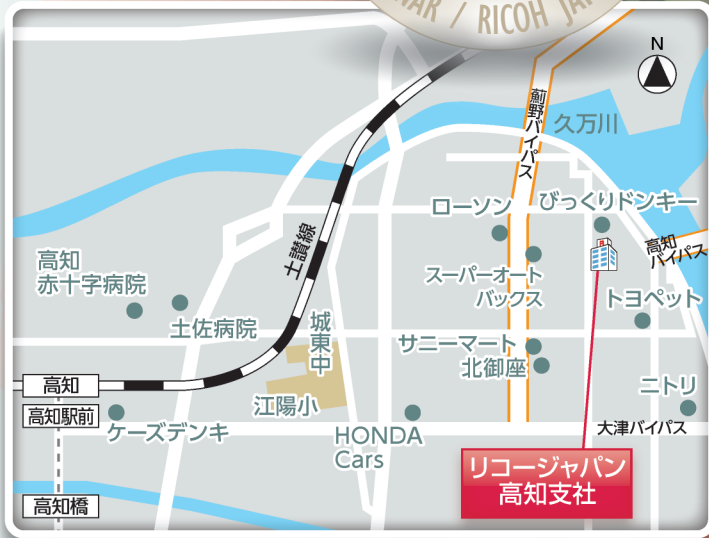 NAR / RICOH JA
N
薊野バイパス
久万川
ローソン
びっくりドンキー
高知
バイパス
土讃線
高知
赤十字病院
スーパーオート
バックス
トヨペット
土佐病院
城東中
サニーマート
北御座
高知
ニトリ
高知駅前
江陽小
ケーズデンキ
HONDA
Cars
大津バイパス
リコージャパン
高知支社
高知橋